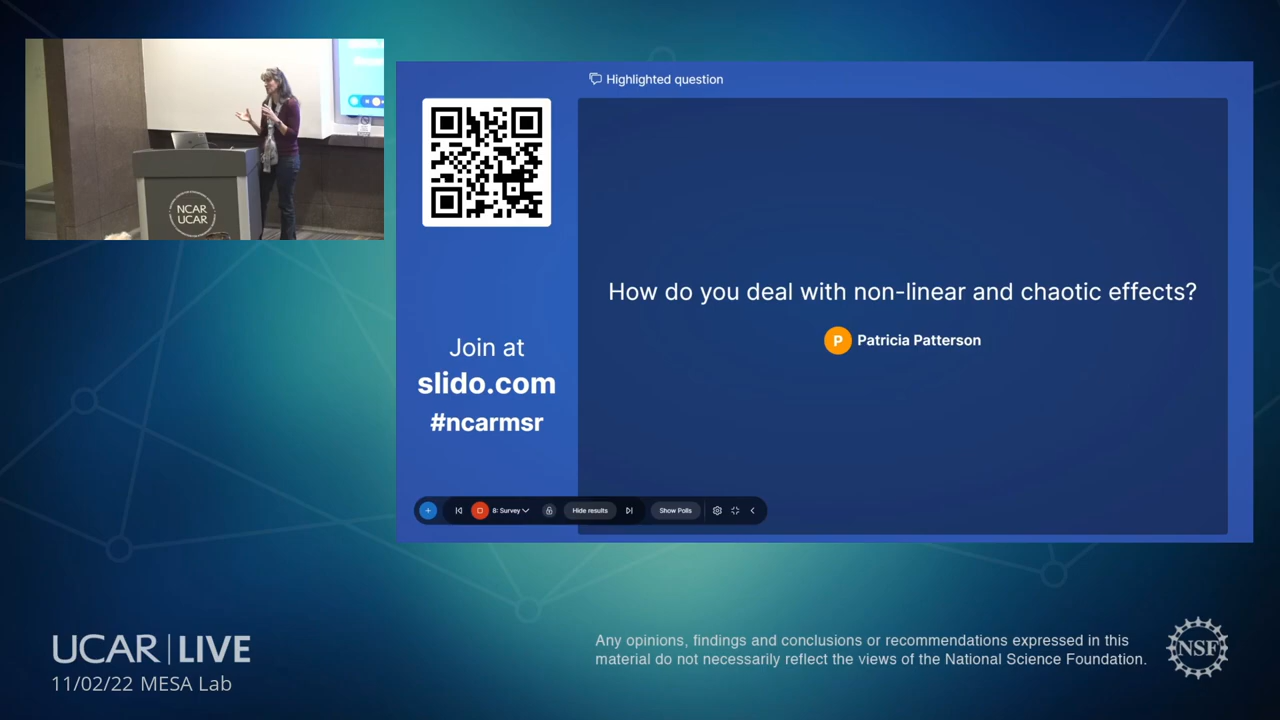 NCAR
UCAR
Highlighted question
How do you deal with non-linear and chaotic effects?
P Patricia Patterson
Join at
slido.com
#ncarmsr
8: Survey
Hide results
Show Polls
UCAR | LIVE
11/02/22 MESA Lab
Any opinions, findings and conclusions or recommendations expressed in this
material do not necessarily reflect the views of the National Science Foundation.
NSF